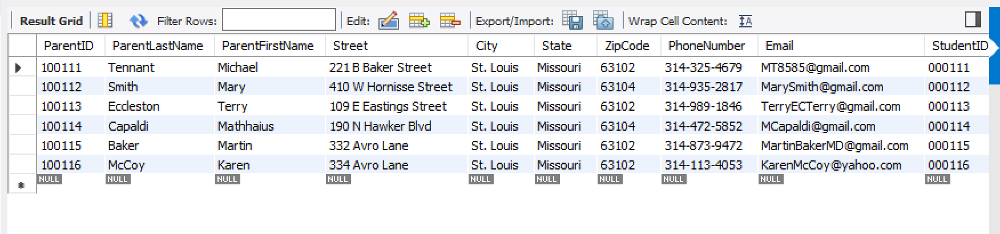 Result Grid Filter Rows: Edit: Export/Import: Wrap Cell Content: IA
ParentID ParentLastName ParentFirstName Street City State ZipCode PhoneNumber Email StudentID
100111 Tennant Michael 221 B Baker Street St. Louis Missouri 63102 314-325-4679 MT8585@gmail.com 000111
100112 Smith Mary 410 W Hornisse Street St. Louis Missouri 63104 314-935-2817 MarySmith@gmail.com 000112
100113 Eccleston Terry 109 E Eastings Street St. Louis Missouri 63102 314-989-1846 TerryECTerry@gmail.com 000113
100114 Capaldi Mathhaius 190 N Hawker Blvd St. Louis Missouri 63104 314-472-5852 MCapaldi@gmail.com 000114
100115 Baker Martin 332 Avro Lane St. Louis Missouri 63102 314-873-9472 MartinBakerMD@gmail.com 000115
100116 McCoy Karen 334 Avro Lane St. Louis Missouri 63102 314-113-4053 KarenMcCoy@yahoo.com 000116
NULL NULL NULL NULL NULL NULL NULL NULL NULL NULL